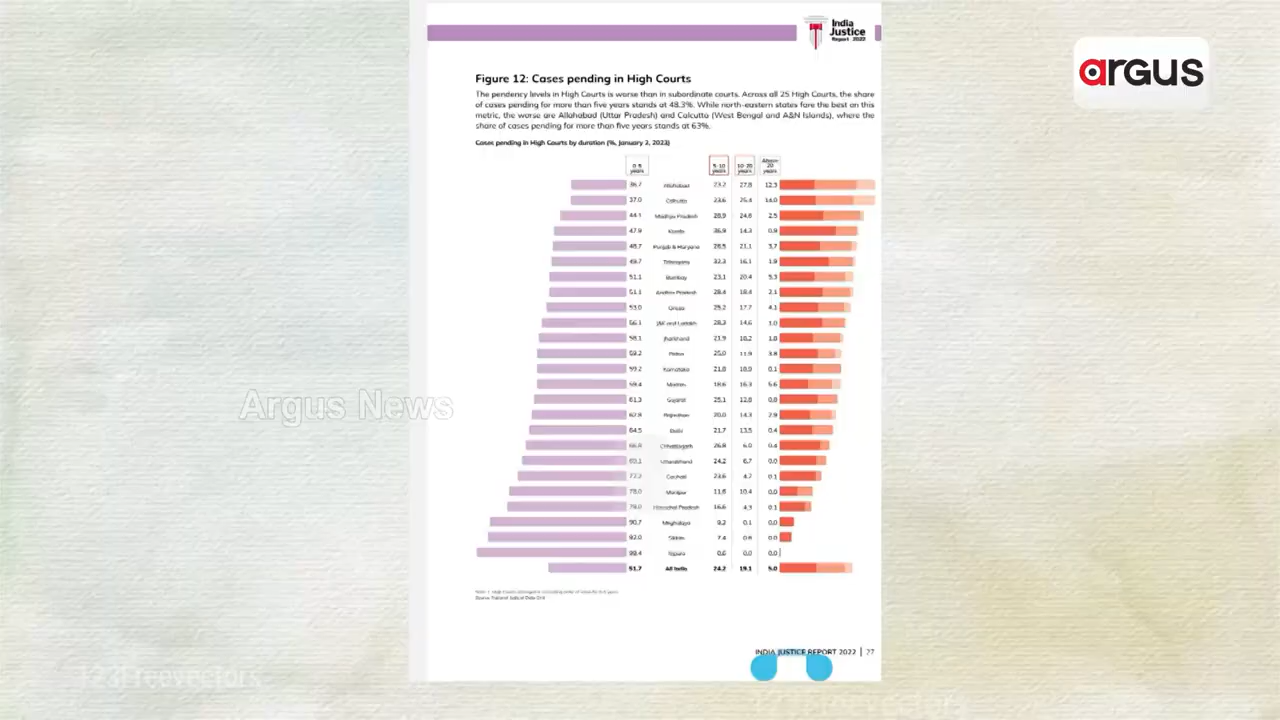 India
Justice
Report 2022
argus
Figure 12: Cases pending in High Courts
The pendency levels in High Courts is worse than in subordinate courts. Across all 25 High Courts, the share
of cases pending for more than five years stands at 48.3%. While north-eastern states fare the best on this
metric, the worse are Allahabad (Uttar Pradesh) and Calcutta (West Bengal and A&N Islands), where the
share of cases pending for more than five years stands at 63%.
Cases pending in High Courts by duration (%, January 2, 2023)
0-5 years 5-10 years 10-20 years Above 20 years
36.7 Allahabad 23.2 27.8 12.3
37.0 Calcutta 23.6 25.4 14.0
44.1 Madhya Pradesh 28.9 24.6 2.5
47.9 Kerala 36.9 14.3 0.9
48.7 Punjab & Haryana 26.5 21.1 3.7
49.7 Telangana 32.3 16.1 1.9
51.1 Bombay 23.1 20.4 5.3
51.1 Andhra Pradesh 28.4 18.4 2.1
53.0 Orissa 25.2 17.7 4.1
56.1 J&K and Ladakh 28.3 14.6 1.0
58.1 Jharkhand 21.9 18.2 1.8
59.2 Patna 25.0 11.9 3.8
59.2 Karnataka 21.8 18.9 0.1
59.4 Madras 18.6 16.3 5.6
61.3 Gujarat 25.1 12.8 0.8
62.8 Rajasthan 20.0 14.3 2.9
64.5 Delhi 21.7 13.5 0.4
66.8 Chhattisgarh 26.8 6.0 0.4
69.1 Uttarakhand 24.2 6.7 0.0
Gauhati 23.6 4.2 0.1
78.0 Manipur 11.6 10.4 0.0
79.0 Himachal Pradesh 16.6 4.3 0.1
90.7 Meghalaya 9.2 0.1 0.0
Sikkim 7.4 0.6 0.0
99.4 Tripura 0.6 0.0 0.0
51.7 All India 24.2 19.1 5.0
Source: National Judicial Data Grid
INDIA JUSTICE REPORT 2022 | 27
Argus News
123Freevectors